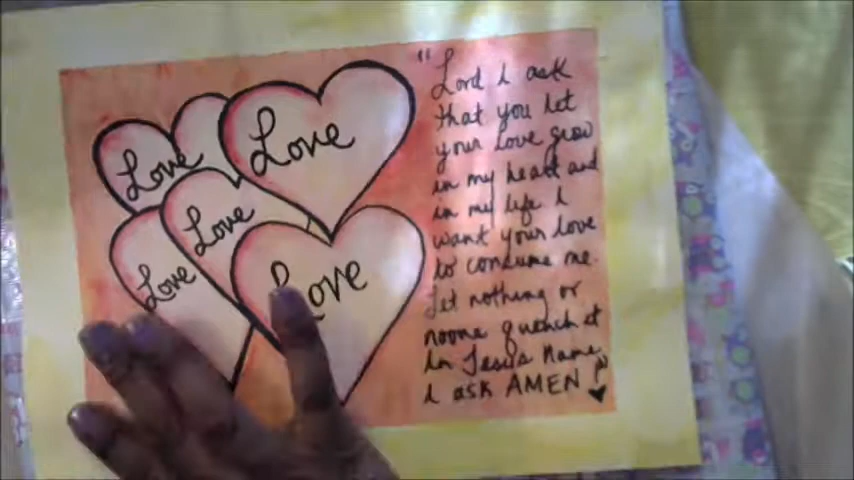 Love
Love
Love
Love
Love
"Lord I ask
that you let
your love grow
in my heart and
in my life I
want your love
to consume me.
Let nothing or
noone quench it
In Jesus Name
I ask AMEN"